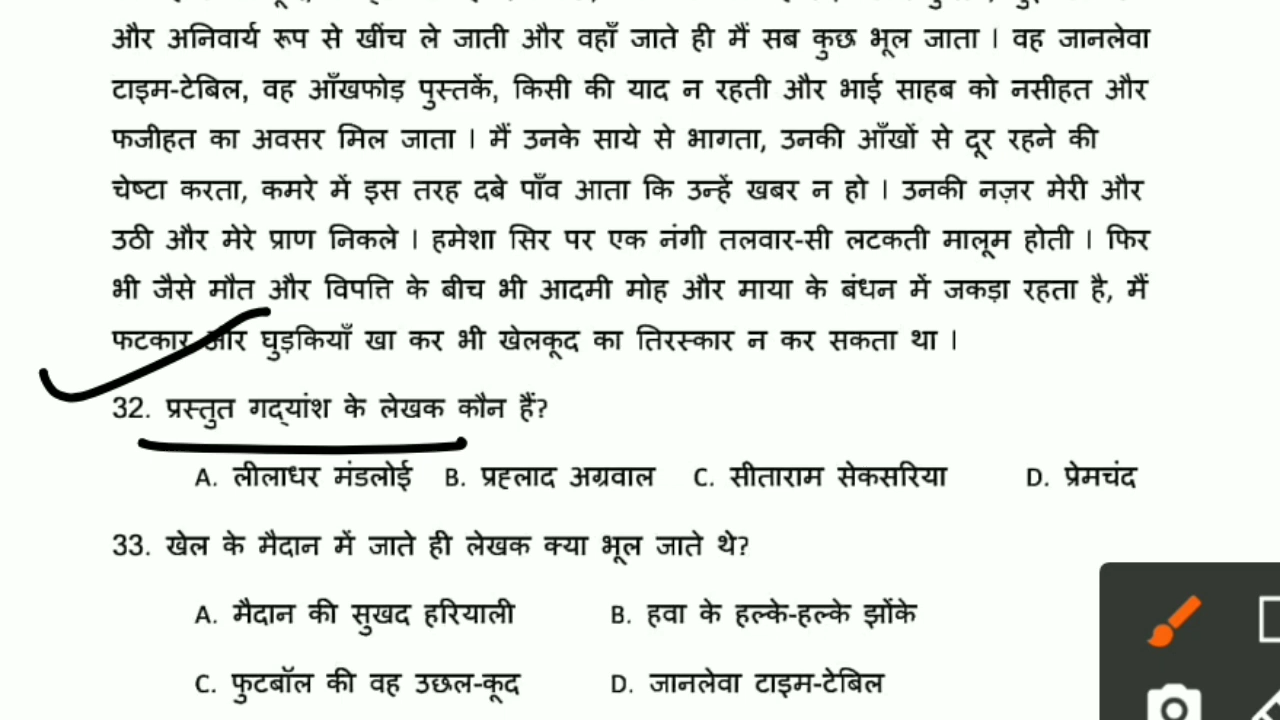 और अनिवार्य रूप से खींच ले जाती और वहाँ जाते ही मैं सब कुछ भूल जाता । वह जानलेवा
टाइम-टेबिल, वह आँखफोड़ पुस्तकें, किसी की याद न रहती और भाई साहब को नसीहत और
फजीहत का अवसर मिल जाता । मैं उनके साये से भागता, उनकी आँखों से दूर रहने की
चेष्टा करता, कमरे में इस तरह दबे पाँव आता कि उन्हें खबर न हो । उनकी नज़र मेरी और
उठी और मेरे प्राण निकले । हमेशा सिर पर एक नंगी तलवार-सी लटकती मालूम होती । फिर
भी जैसे मौत और विपत्ति के बीच भी आदमी मोह और माया के बंधन में जकड़ा रहता है, मैं
फटकार और घुड़कियाँ खा कर भी खेलकूद का तिरस्कार न कर सकता था ।
32. प्रस्तुत गद्यांश के लेखक कौन हैं?
A. लीलाधर मंडलोई B. प्रह्लाद अग्रवाल C. सीताराम सेकसरिया D. प्रेमचंद
33. खेल के मैदान में जाते ही लेखक क्या भूल जाते थे?
A. मैदान की सुखद हरियाली B. हवा के हल्के-हल्के झोंके
C. फुटबॉल की वह उछल-कूद D. जानलेवा टाइम-टेबिल